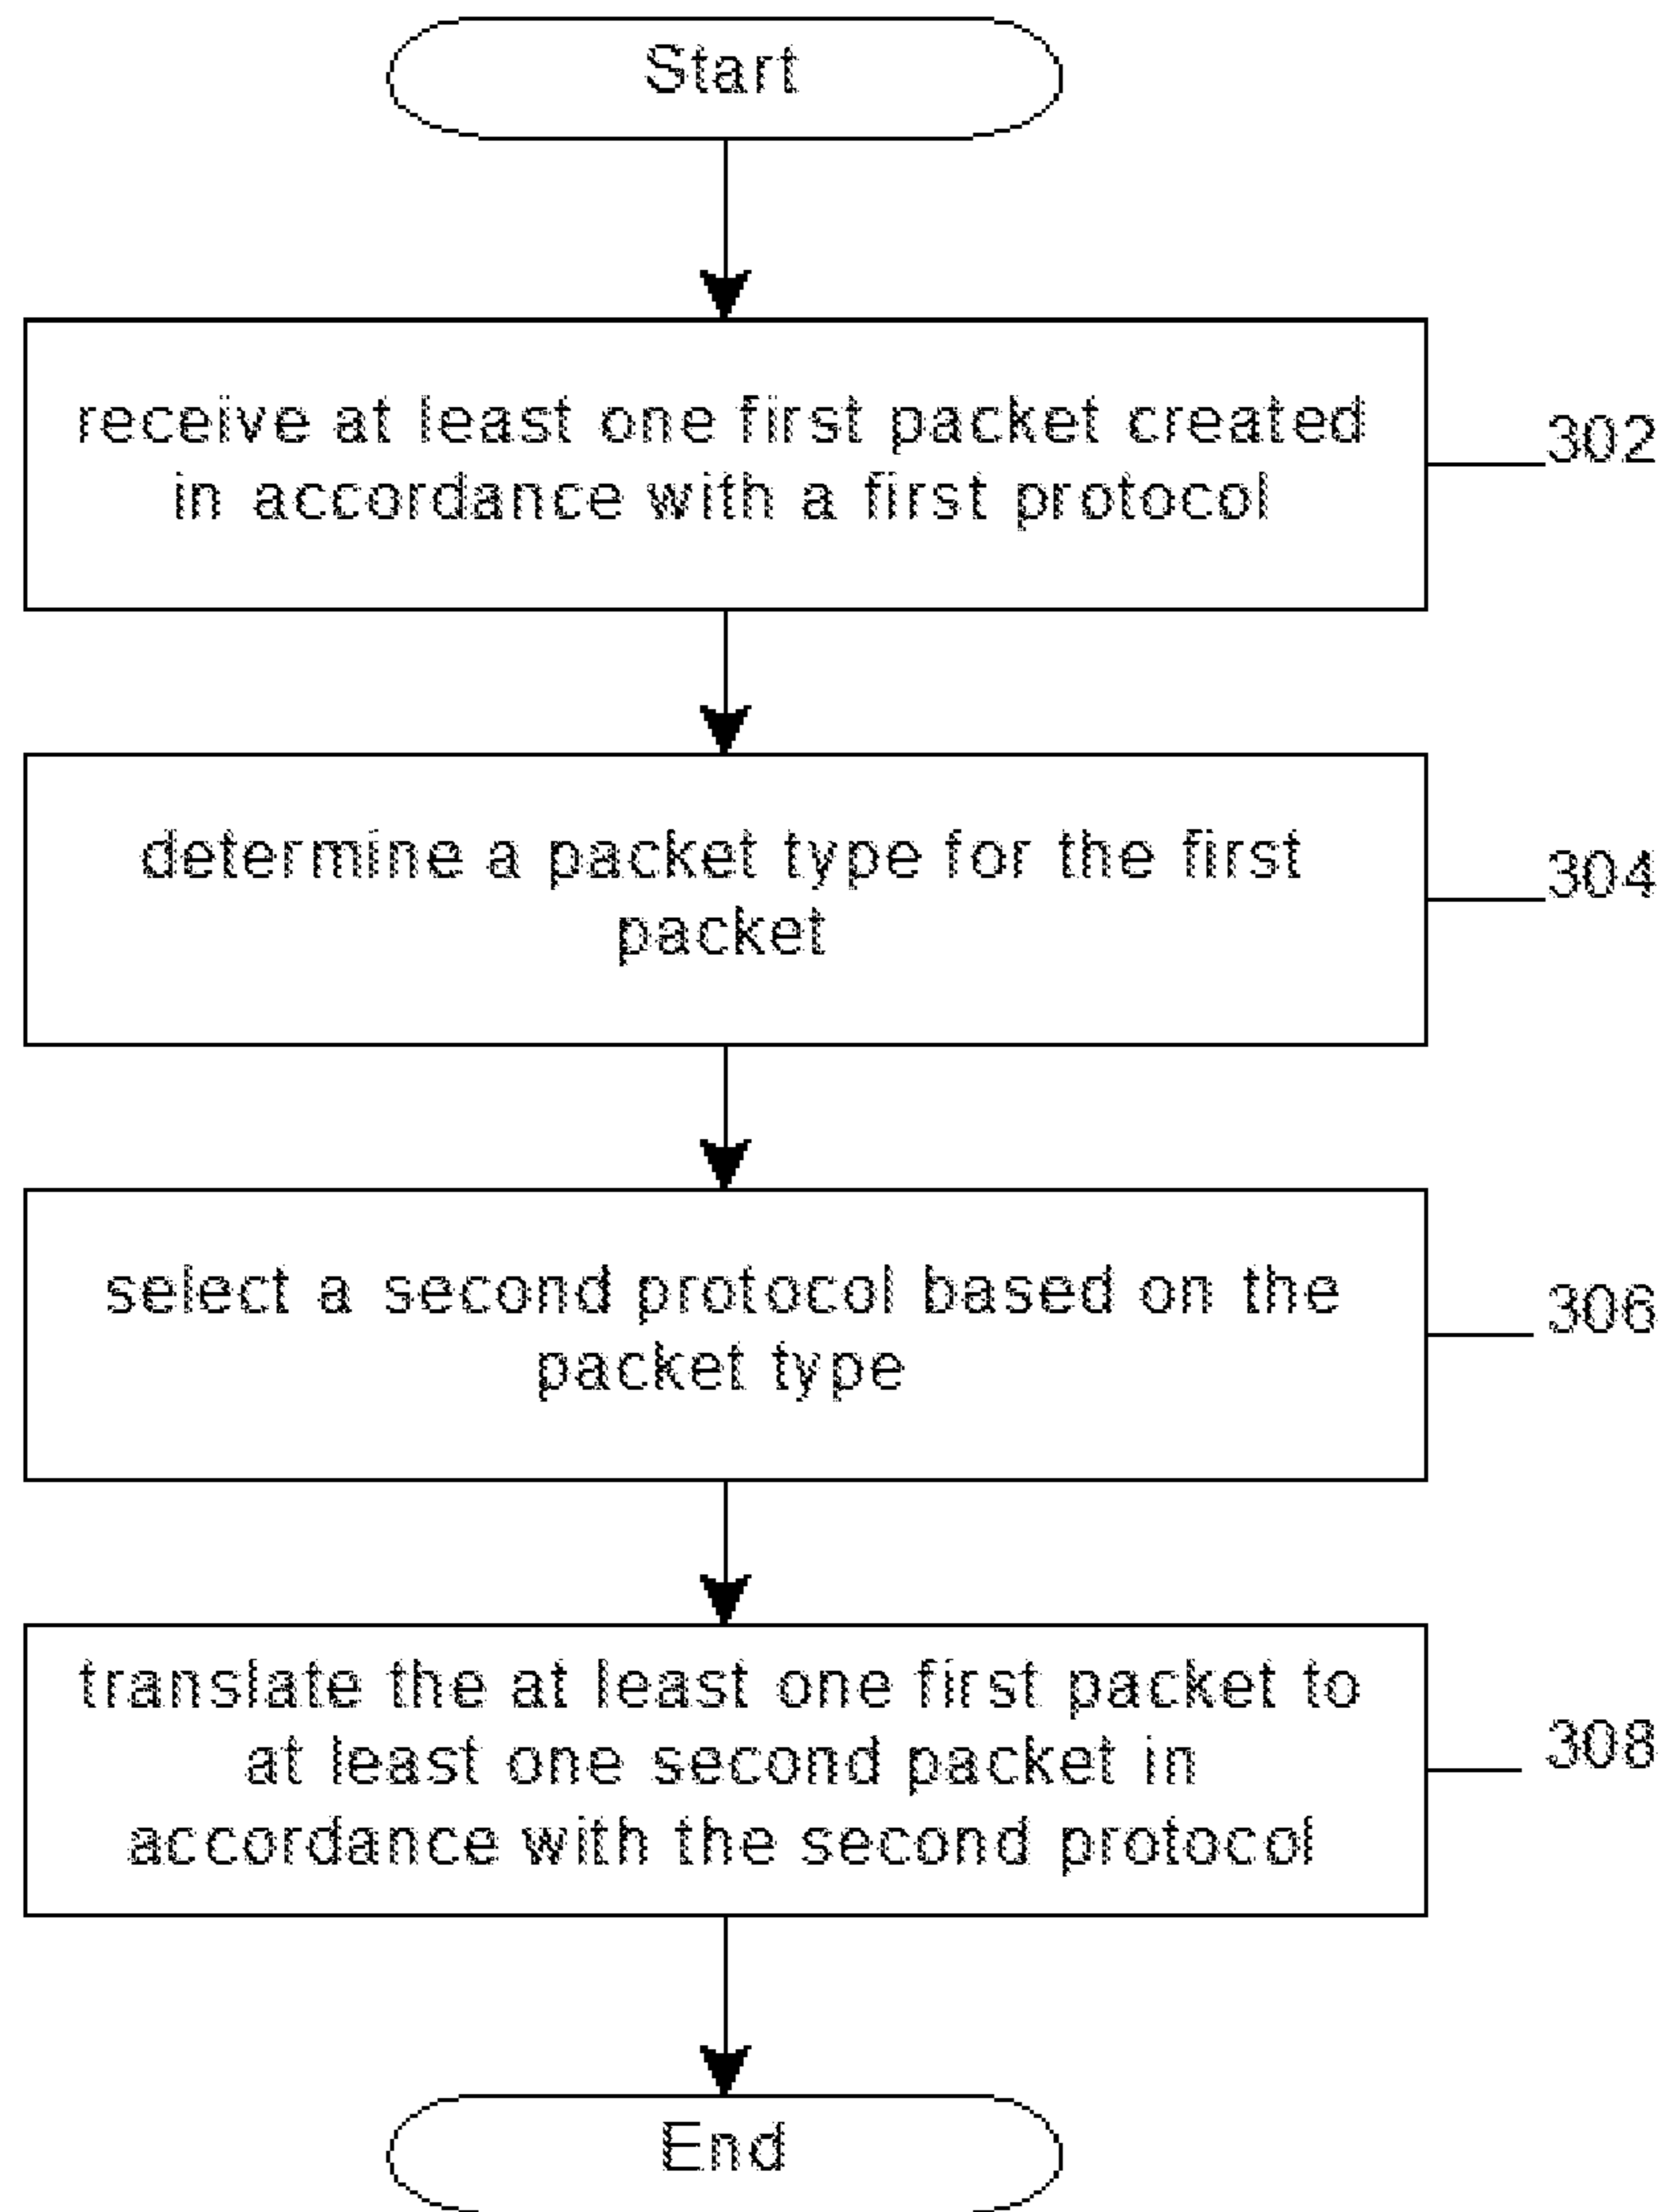 Start
receive at least one first packet created
in accordance with a first protocol
302
determine a packet type for the first
packet
304
select a second protocol based on the
packet type
306
translate the at least one first packet to
at least one second packet in
accordance with the second protocol
308
End